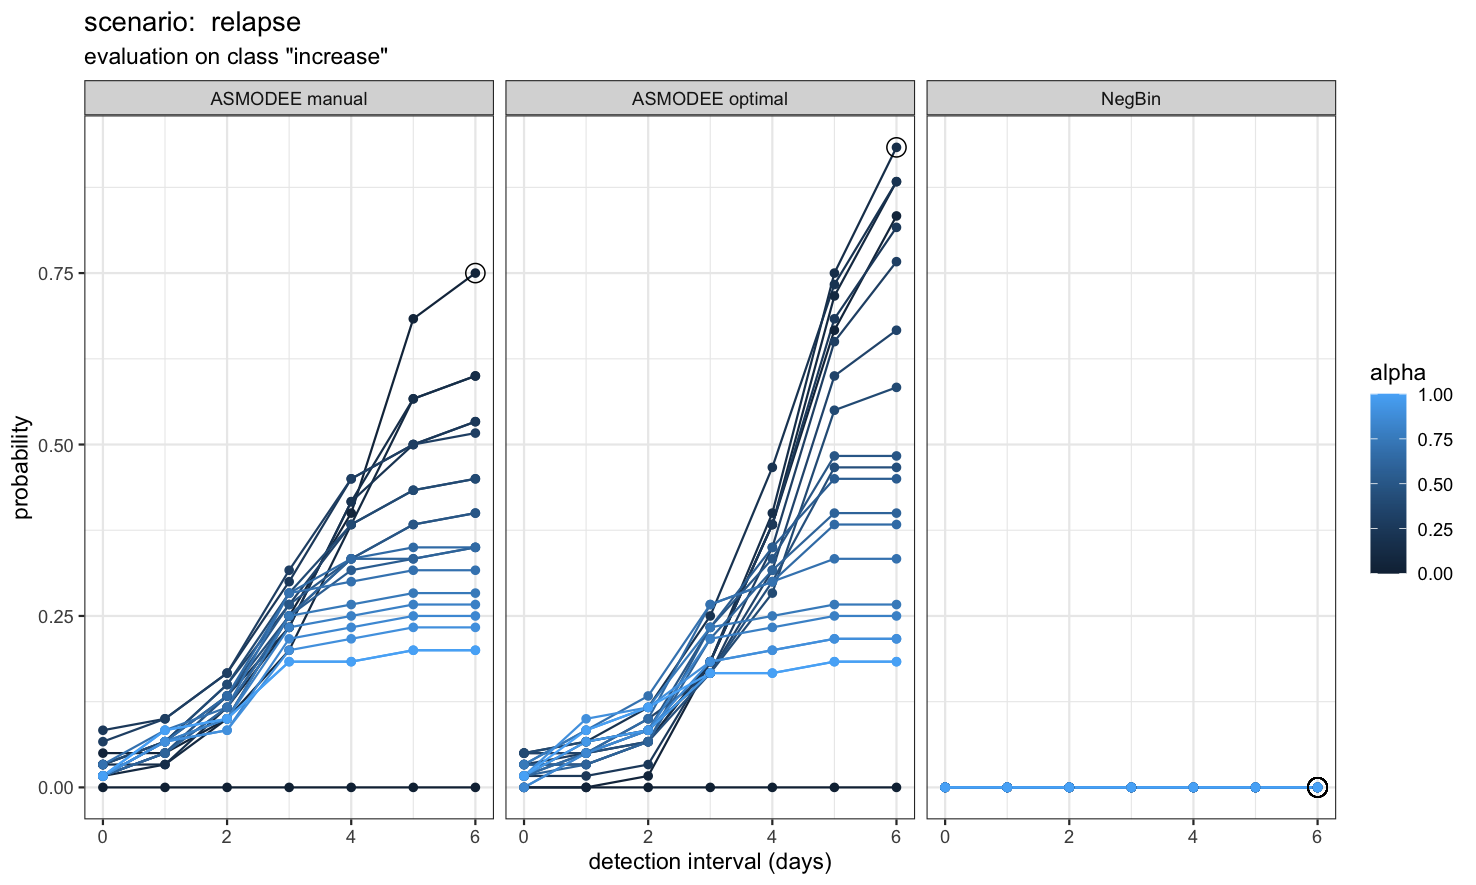 scenario:  relapse
evaluation on class "increase"
ASMODEE manual
ASMODEE optimal
NegBin
probability
0.75
0.50
0.25
0.00
0 2 4 6
0 2 4 6
0 2 4 6
detection interval (days)
alpha
1.00
0.75
0.50
0.25
0.00